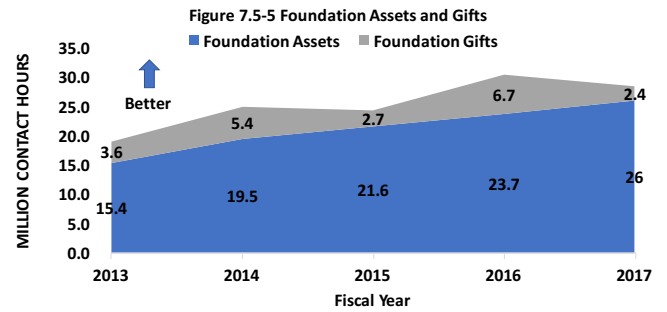 Figure 7.5-5 Foundation Assets and Gifts
Foundation Assets Foundation Gifts
MILLION CONTACT HOURS
35.0
30.0
25.0
20.0
15.0
10.0
5.0
0.0
Better
3.6 5.4 2.7 6.7 2.4
15.4 19.5 21.6 23.7 26
2013 2014 2015 2016 2017
Fiscal Year